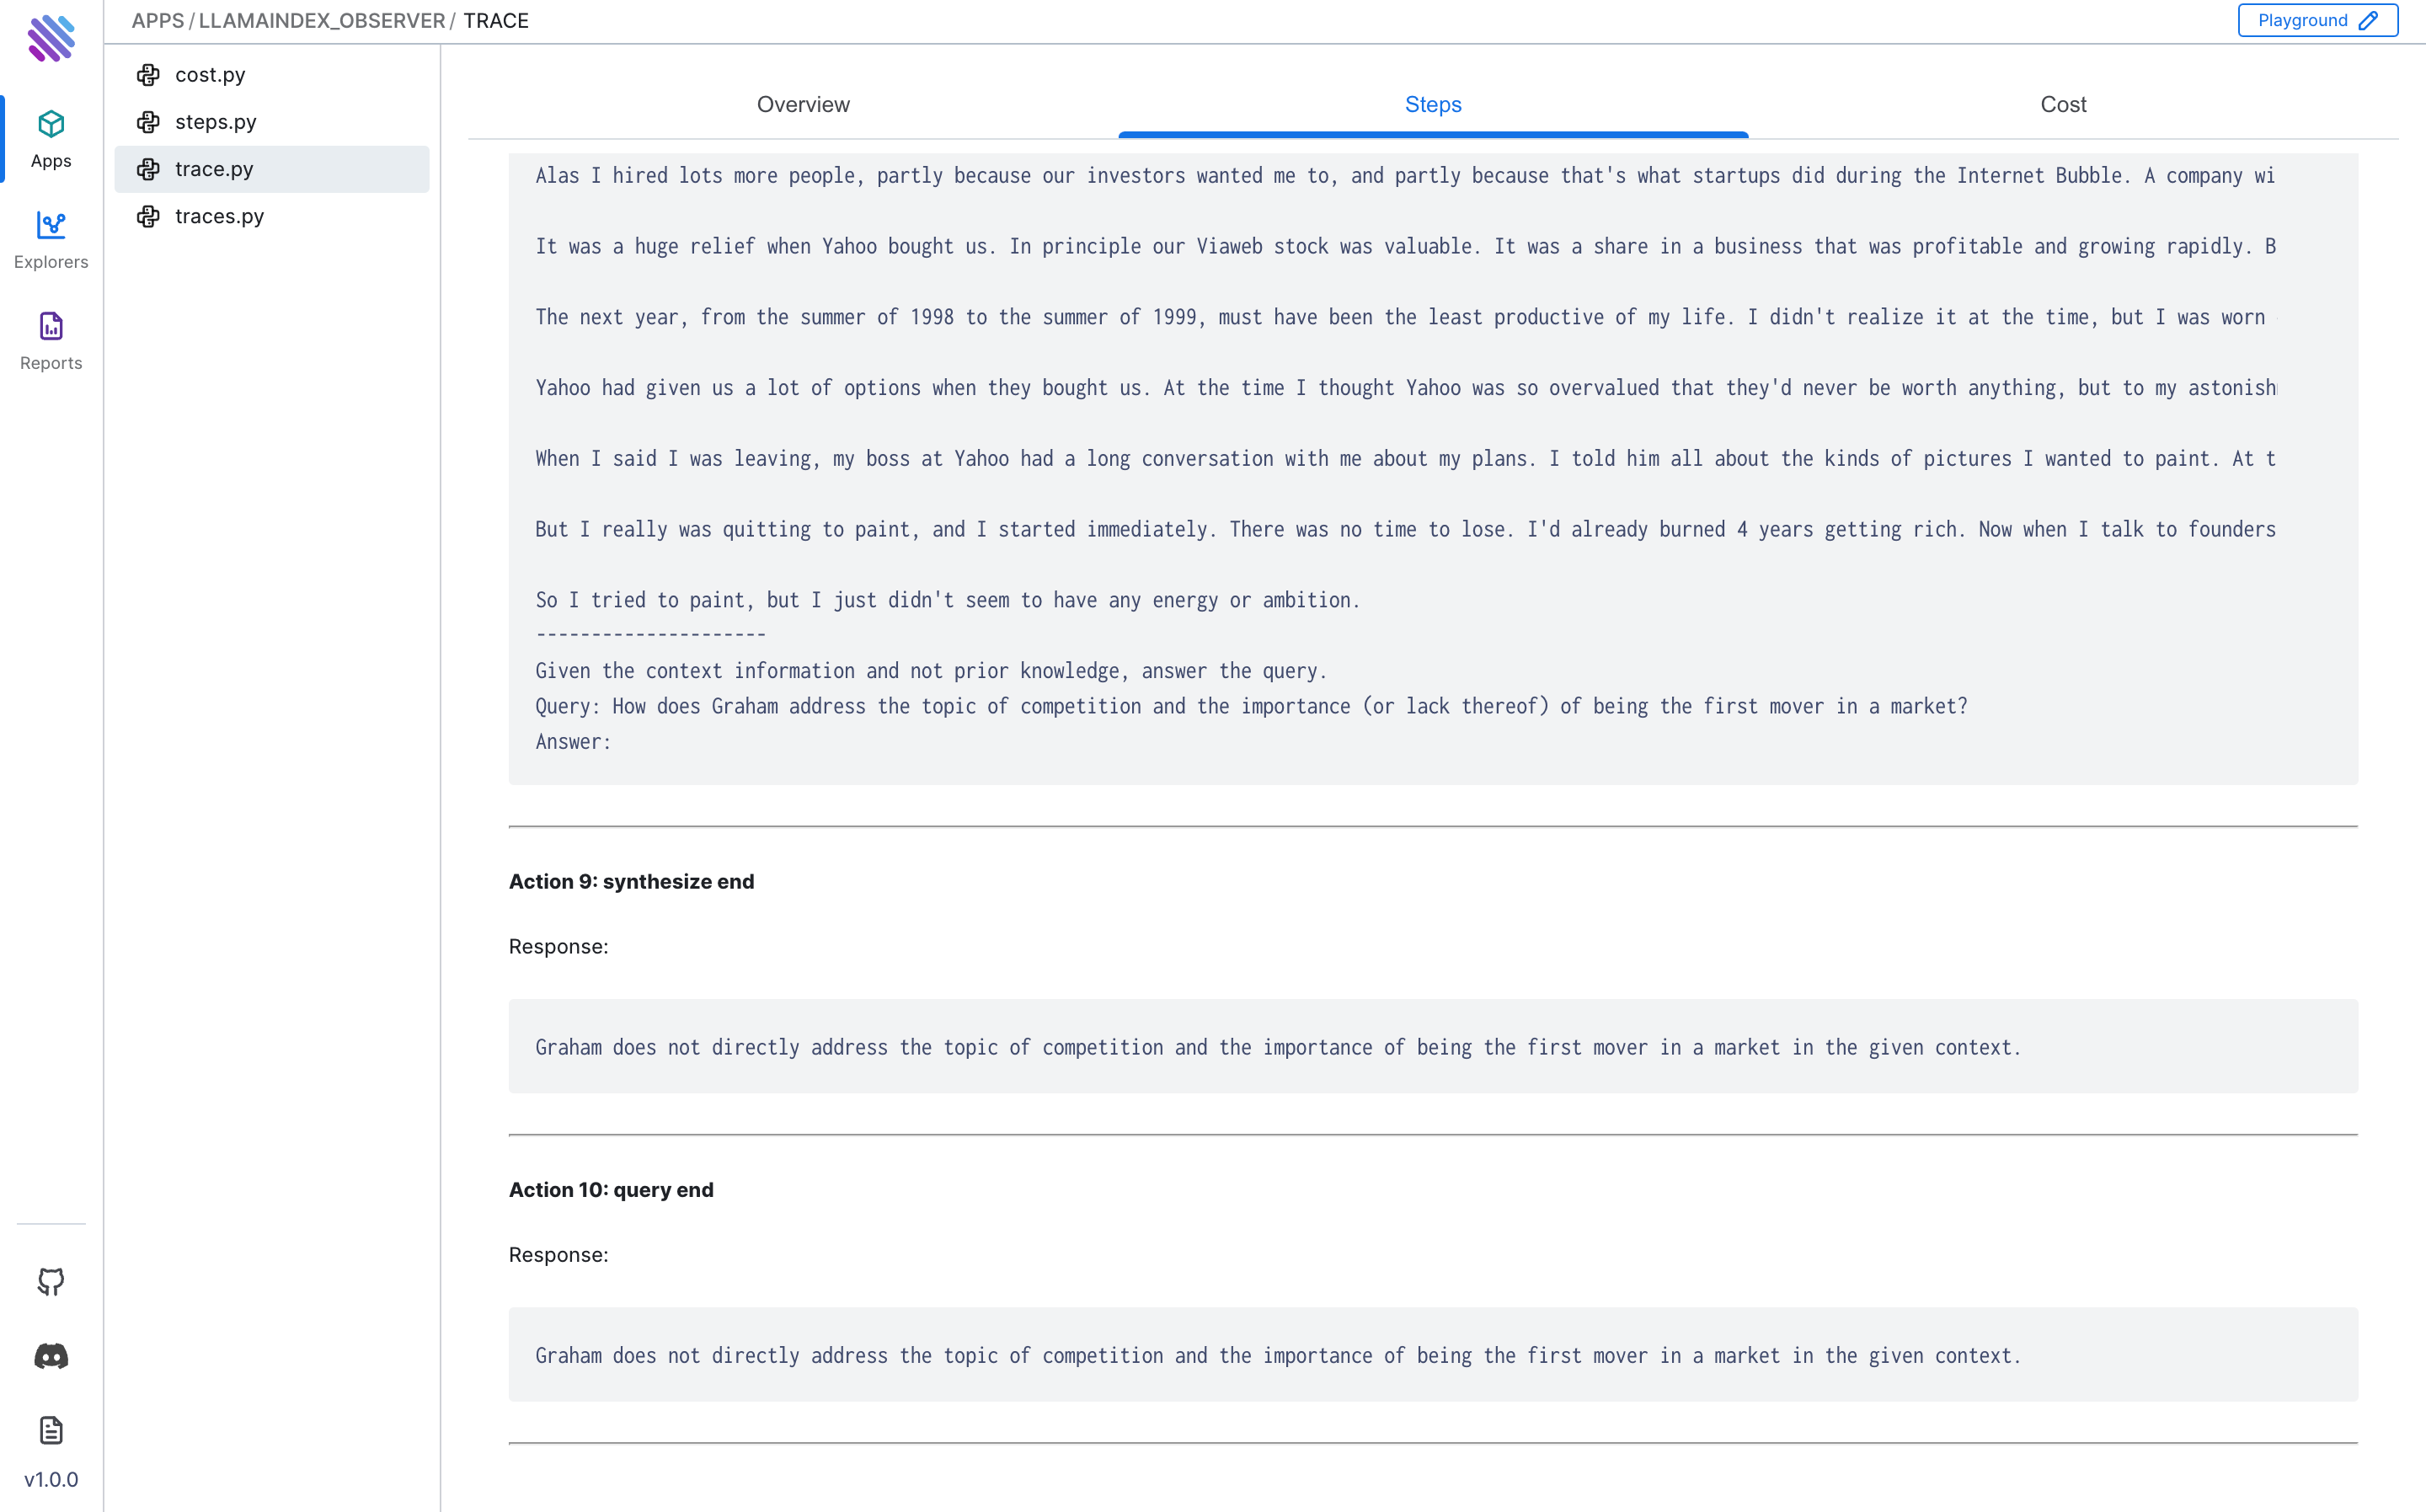 APPS / LLAMAINDEX_OBSERVER / TRACE
Playground
Apps
Explorers
Reports
v1.0.0
cost.py
steps.py
trace.py
traces.py
Overview
Steps
Cost
Alas I hired lots more people, partly because our investors wanted me to, and partly because that's what startups did during the Internet Bubble. A company wi
It was a huge relief when Yahoo bought us. In principle our Viaweb stock was valuable. It was a share in a business that was profitable and growing rapidly. B
The next year, from the summer of 1998 to the summer of 1999, must have been the least productive of my life. I didn't realize it at the time, but I was worn
Yahoo had given us a lot of options when they bought us. At the time I thought Yahoo was so overvalued that they'd never be worth anything, but to my astonish
When I said I was leaving, my boss at Yahoo had a long conversation with me about my plans. I told him all about the kinds of pictures I wanted to paint. At t
But I really was quitting to paint, and I started immediately. There was no time to lose. I'd already burned 4 years getting rich. Now when I talk to founders
So I tried to paint, but I just didn't seem to have any energy or ambition.
---------------------
Given the context information and not prior knowledge, answer the query.
Query: How does Graham address the topic of competition and the importance (or lack thereof) of being the first mover in a market?
Answer:
Action 9: synthesize end
Response:
Graham does not directly address the topic of competition and the importance of being the first mover in a market in the given context.
Action 10: query end
Response:
Graham does not directly address the topic of competition and the importance of being the first mover in a market in the given context.